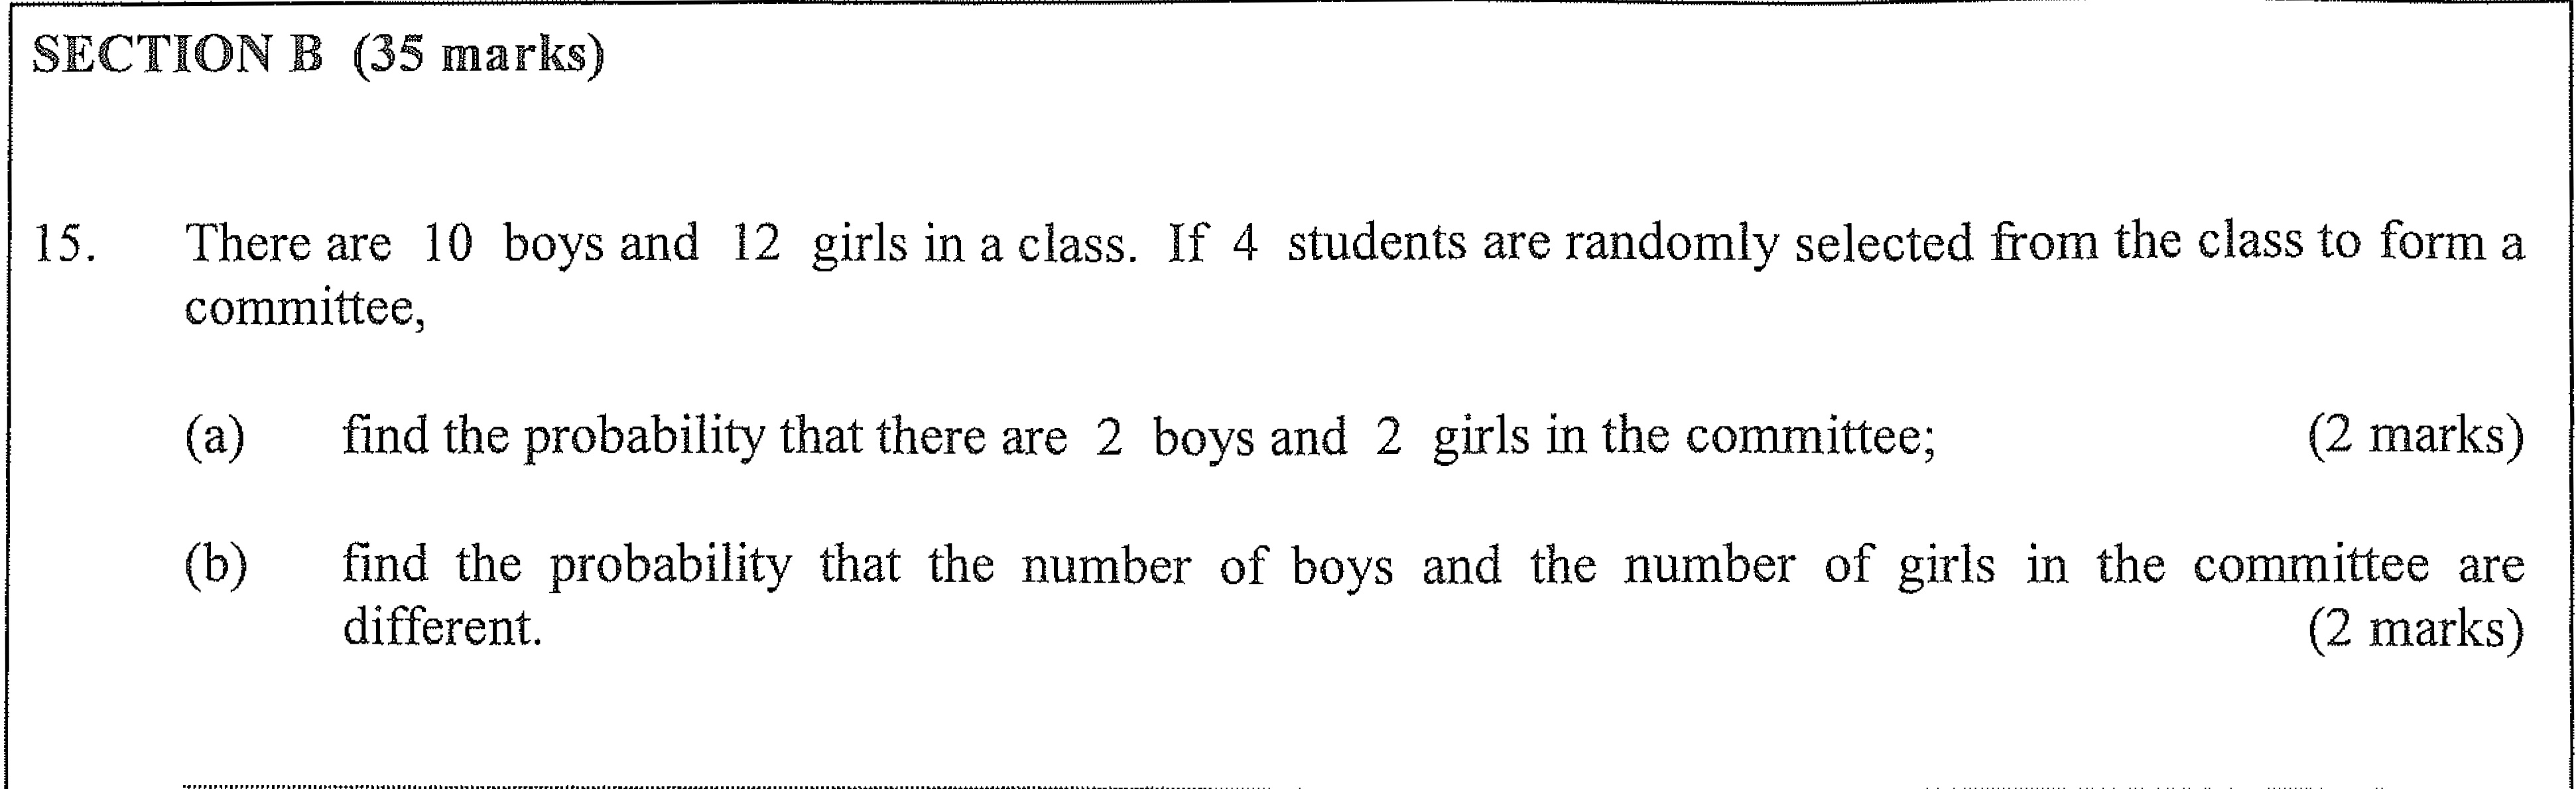 SECTION B (35 marks)
15. There are 10 boys and 12 girls in a class. If 4 students are randomly selected from the class to form a
committee,
(a) find the probability that there are 2 boys and 2 girls in the committee; (2 marks)
(b) find the probability that the number of boys and the number of girls in the committee are
different. (2 marks)